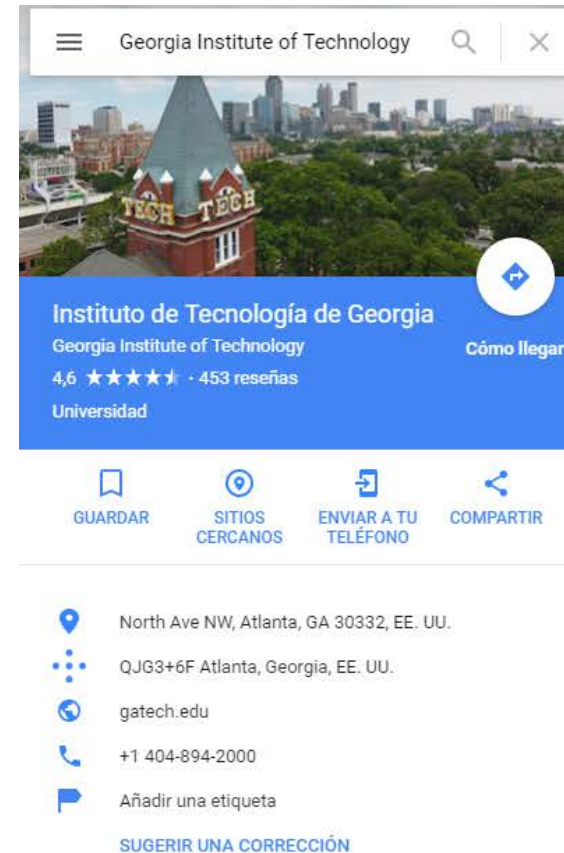 Georgia Institute of Technology
TECH TECH
Instituto de Tecnología de Georgia
Georgia Institute of Technology
Cómo llegar
4,6 · 453 reseñas
Universidad
GUARDAR
SITIOS CERCANOS
ENVIAR A TU TELÉFONO
COMPARTIR
North Ave NW, Atlanta, GA 30332, EE. UU.
QJG3+6F Atlanta, Georgia, EE. UU.
gatech.edu
+1 404-894-2000
Añadir una etiqueta
SUGERIR UNA CORRECCIÓN